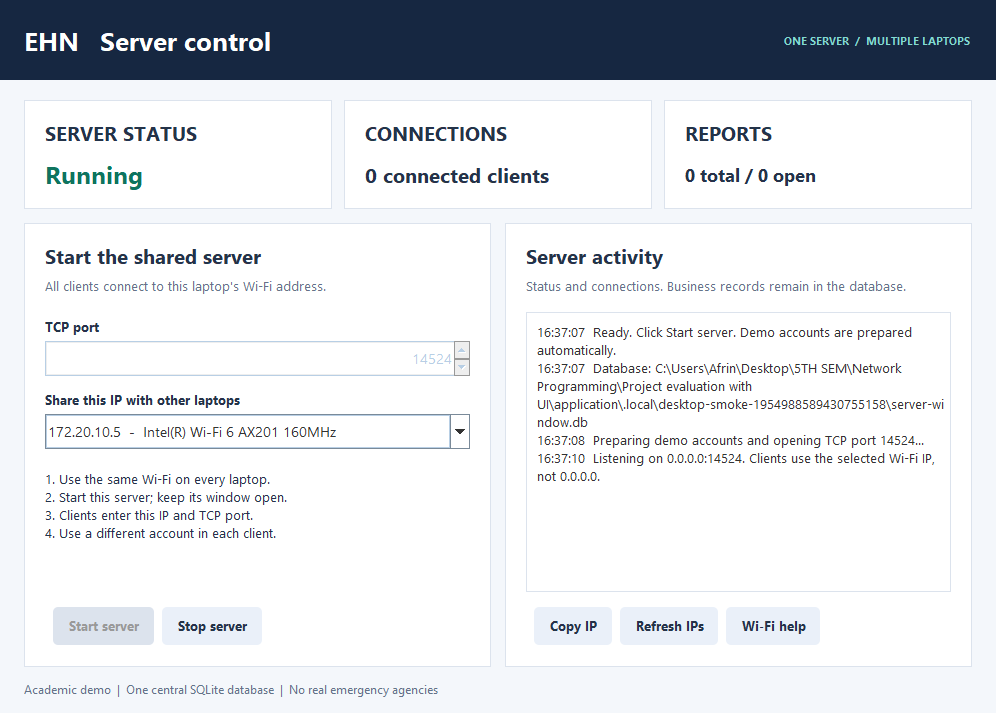 EHN Server control
ONE SERVER / MULTIPLE LAPTOPS
SERVER STATUS
Running
CONNECTIONS
0 connected clients
REPORTS
0 total / 0 open
Start the shared server
All clients connect to this laptop's Wi-Fi address.
TCP port
14524
Share this IP with other laptops
172.20.10.5 - Intel(R) Wi-Fi 6 AX201 160MHz
1. Use the same Wi-Fi on every laptop.
2. Start this server; keep its window open.
3. Clients enter this IP and TCP port.
4. Use a different account in each client.
Start server
Stop server
Server activity
Status and connections. Business records remain in the database.
16:37:07 Ready. Click Start server. Demo accounts are prepared
automatically.
16:37:07 Database: C:\Users\Afrin\Desktop\5TH SEM\Network
Programming\Project evaluation with
UI\application\.local\desktop-smoke-1954988589430755158\server-wi
ndow.db
16:37:08 Preparing demo accounts and opening TCP port 14524...
16:37:10 Listening on 0.0.0.0:14524. Clients use the selected Wi-Fi IP,
not 0.0.0.0.
Copy IP
Refresh IPs
Wi-Fi help
Academic demo | One central SQLite database | No real emergency agencies